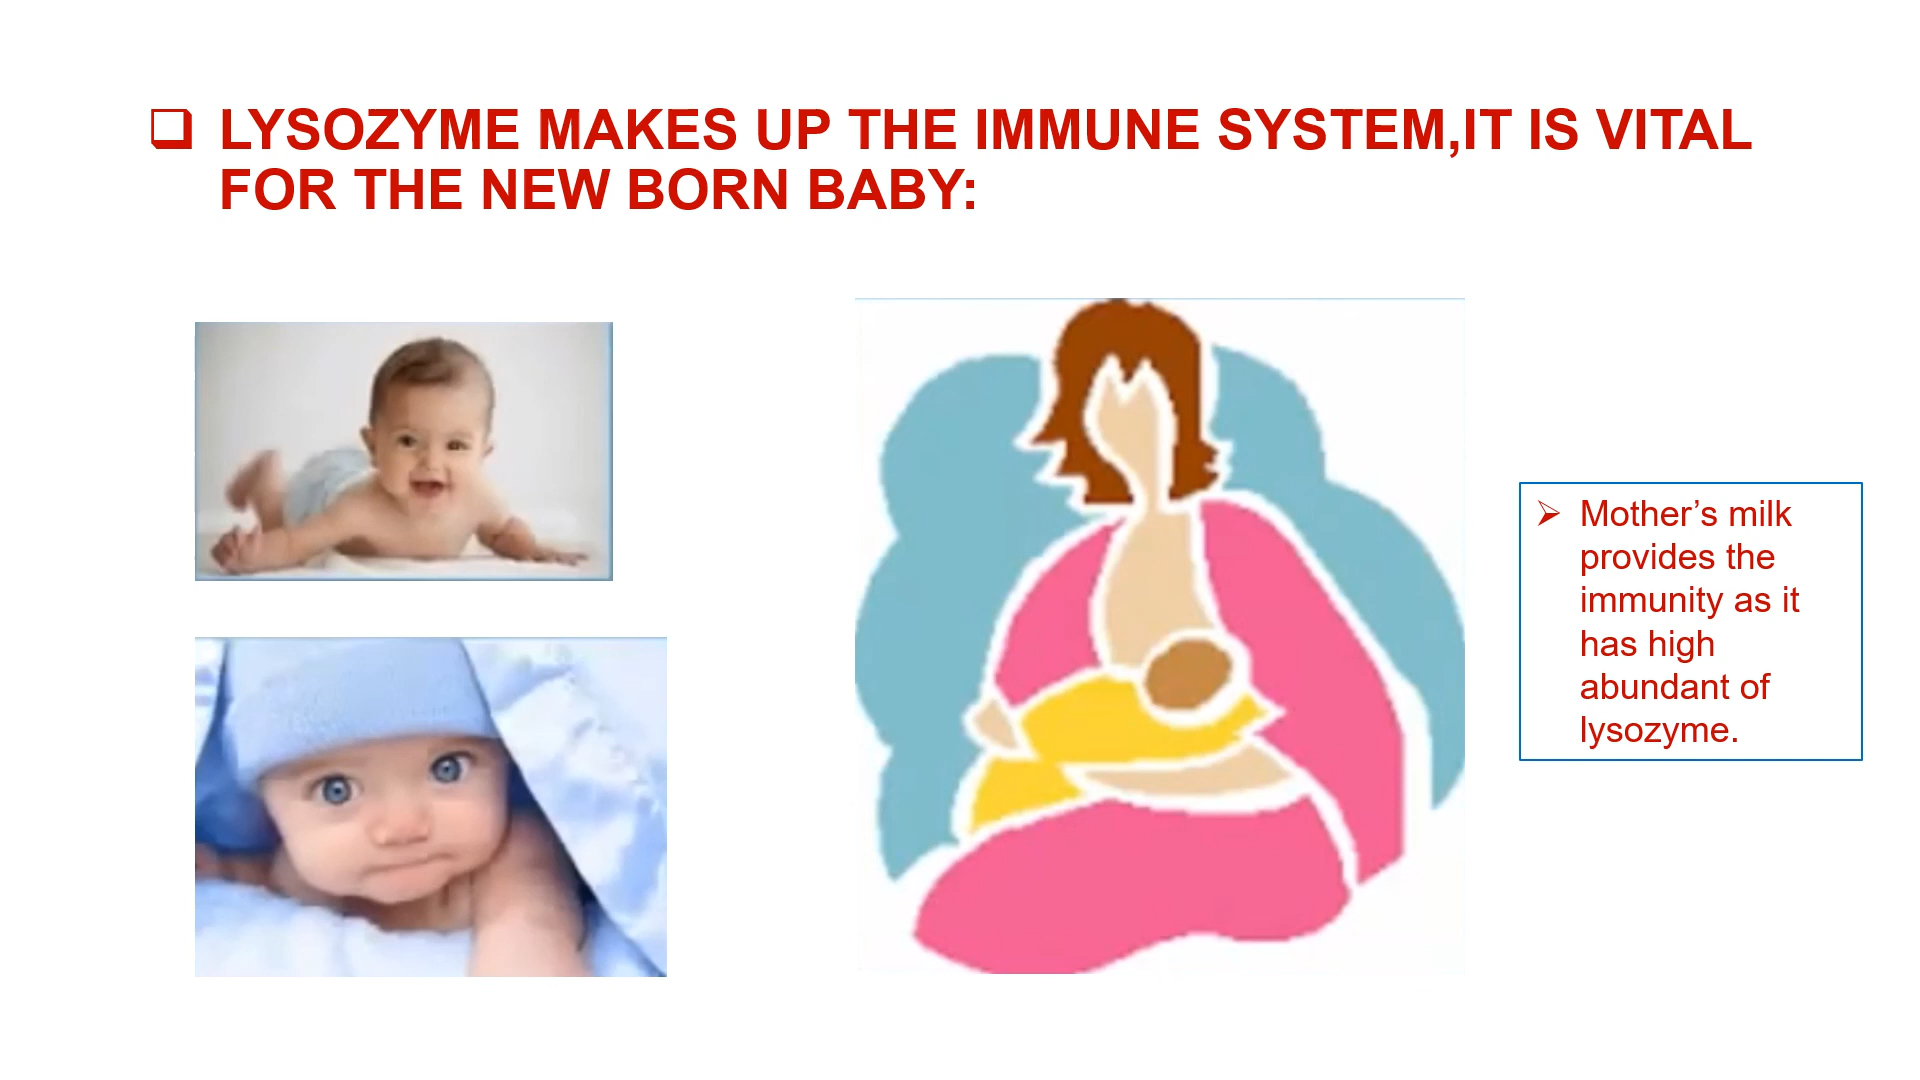 ❑ LYSOZYME MAKES UP THE IMMUNE SYSTEM,IT IS VITAL
FOR THE NEW BORN BABY:
➢ Mother’s milk
provides the
immunity as it
has high
abundant of
lysozyme.